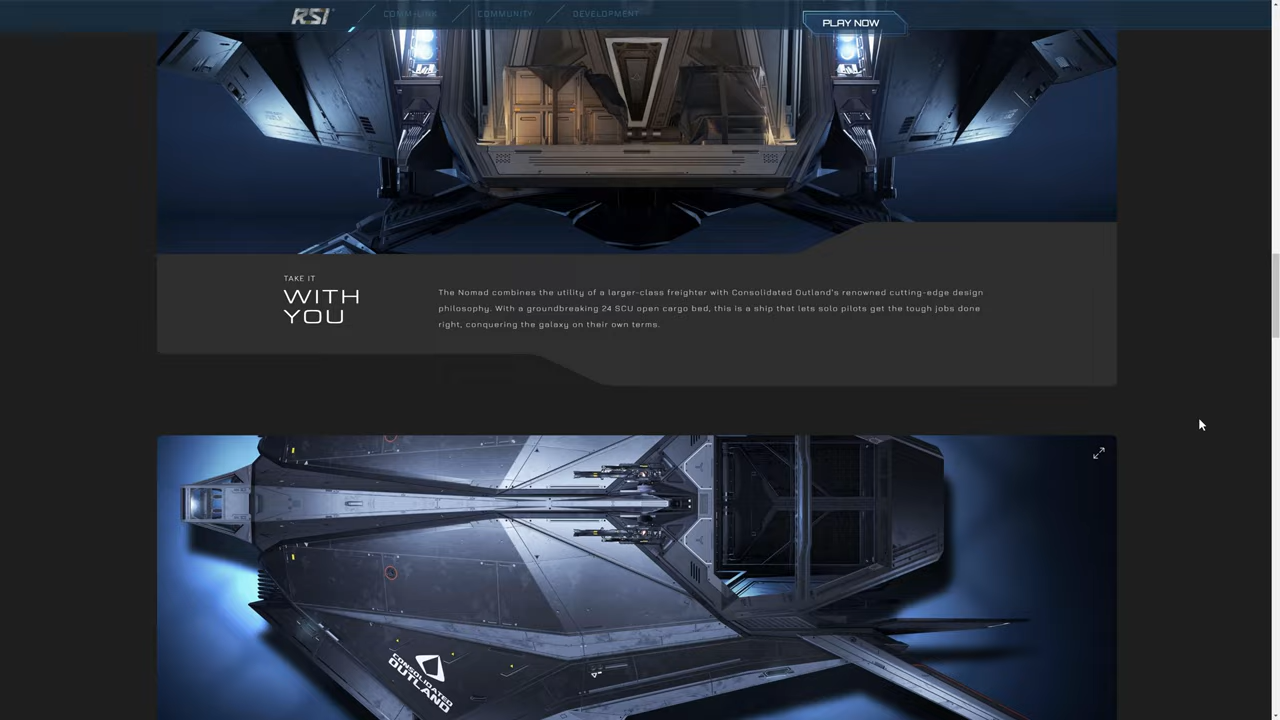 RSI
COMM-LINK
COMMUNITY
DEVELOPMENT
PLAY NOW
TAKE IT
WITH
YOU
The Nomad combines the utility of a larger-class freighter with Consolidated Outland's renowned cutting-edge design
philosophy. With a groundbreaking 24 SCU open cargo bed, this is a ship that lets solo pilots get the tough jobs done
right, conquering the galaxy on their own terms.
CONSOLIDATED
OUTLAND